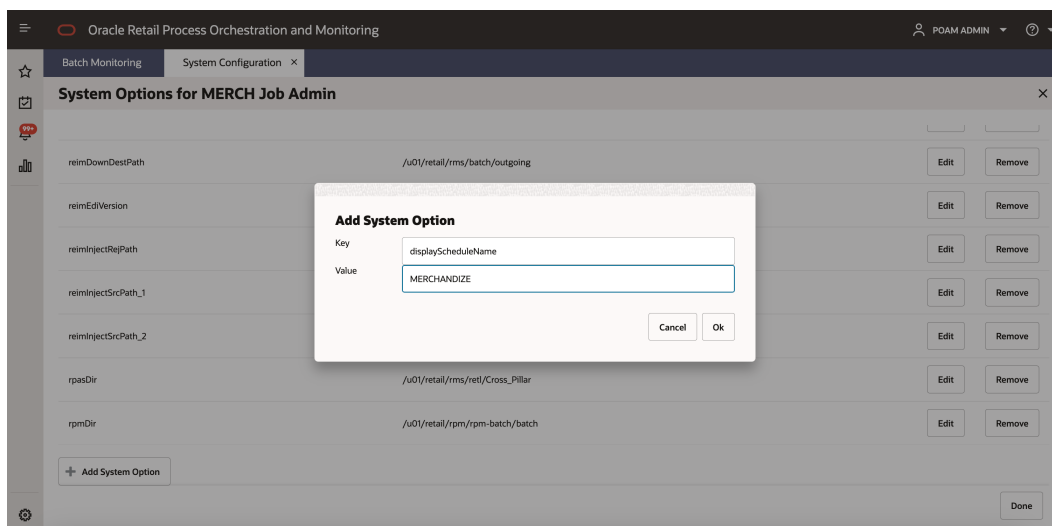 Oracle Retail Process Orchestration and Monitoring
POAM ADMIN
Batch Monitoring
System Configuration ×
System Options for MERCH Job Admin ×
99+
reimDownDestPath /u01/retail/rms/batch/outgoing Edit Remove
reimEdiVersion Edit Remove
reimInjectRejPath Edit Remove
reimInjectSrcPath_1 Edit Remove
reimInjectSrcPath_2 Edit Remove
rpasDir /u01/retail/rms/retl/Cross_Pillar Edit Remove
rpmDir /u01/retail/rpm/rpm-batch/batch Edit Remove
+ Add System Option
Done
Add System Option
Key displayScheduleName
Value MERCHANDIZE
Cancel Ok